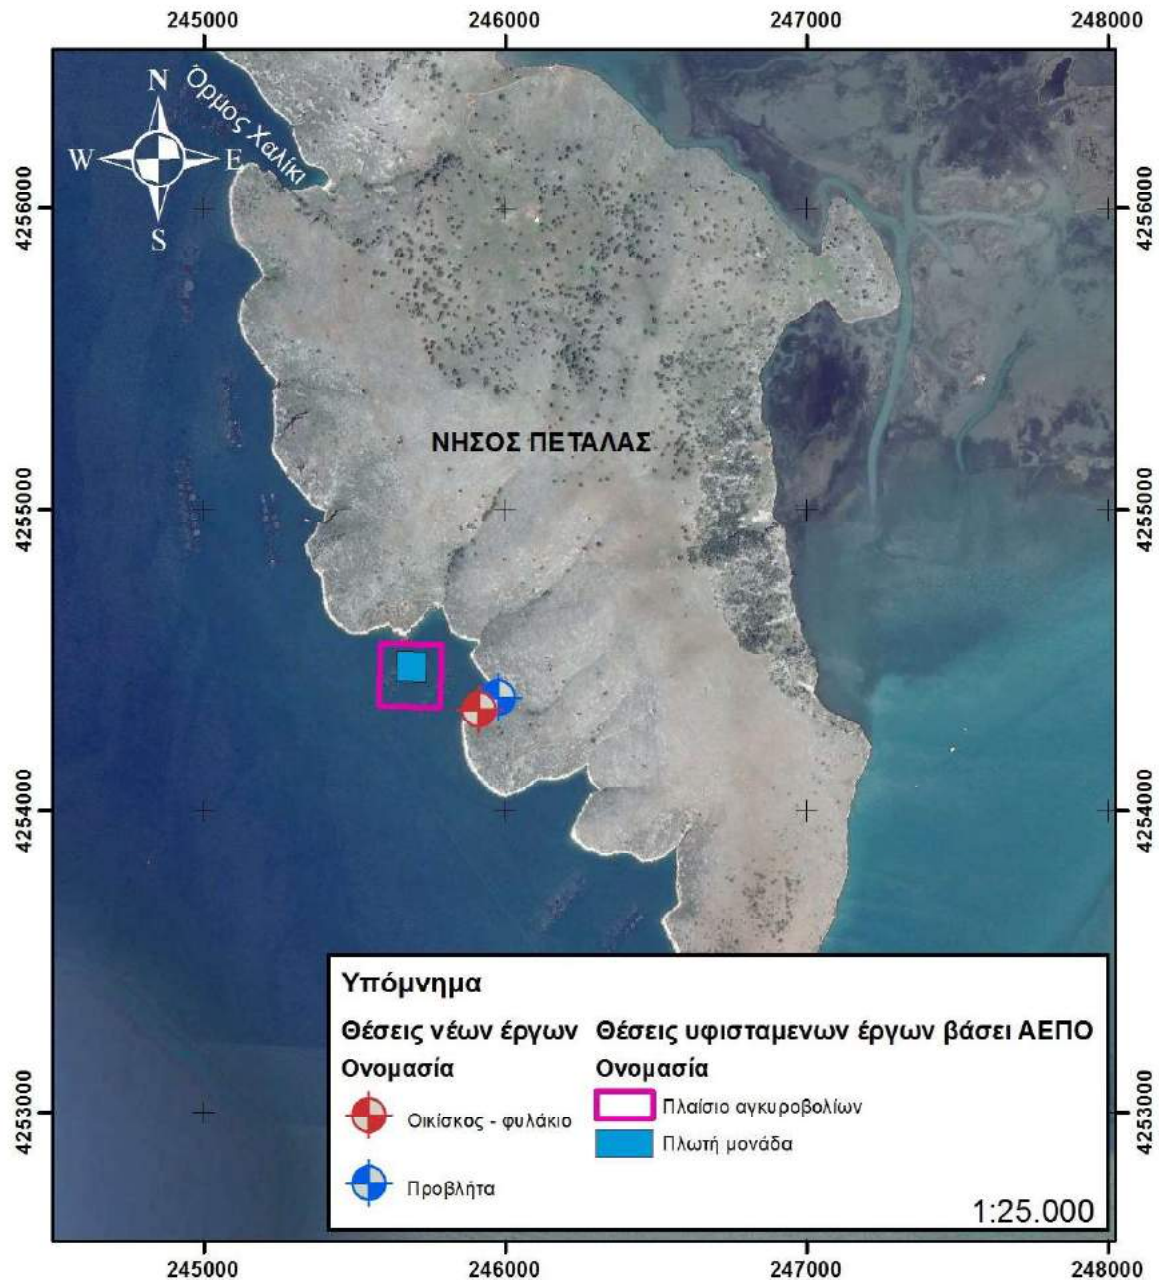 245000 246000 247000 248000
N
W E
S
Όρμος Χαλίκι
4256000 4256000
ΝΗΣΟΣ ΠΕΤΑΛΑΣ
4255000 4255000
4254000 4254000
4253000 4253000
Υπόμνημα
Θέσεις νέων έργων Θέσεις υφισταμενων έργων βάσει ΑΕΠΟ
Ονομασία Ονομασία
Οικίσκος - φυλάκιο Πλαίσιο αγκυροβολίων
Πλωτή μονάδα
Προβλήτα
1:25.000
245000 246000 247000 248000